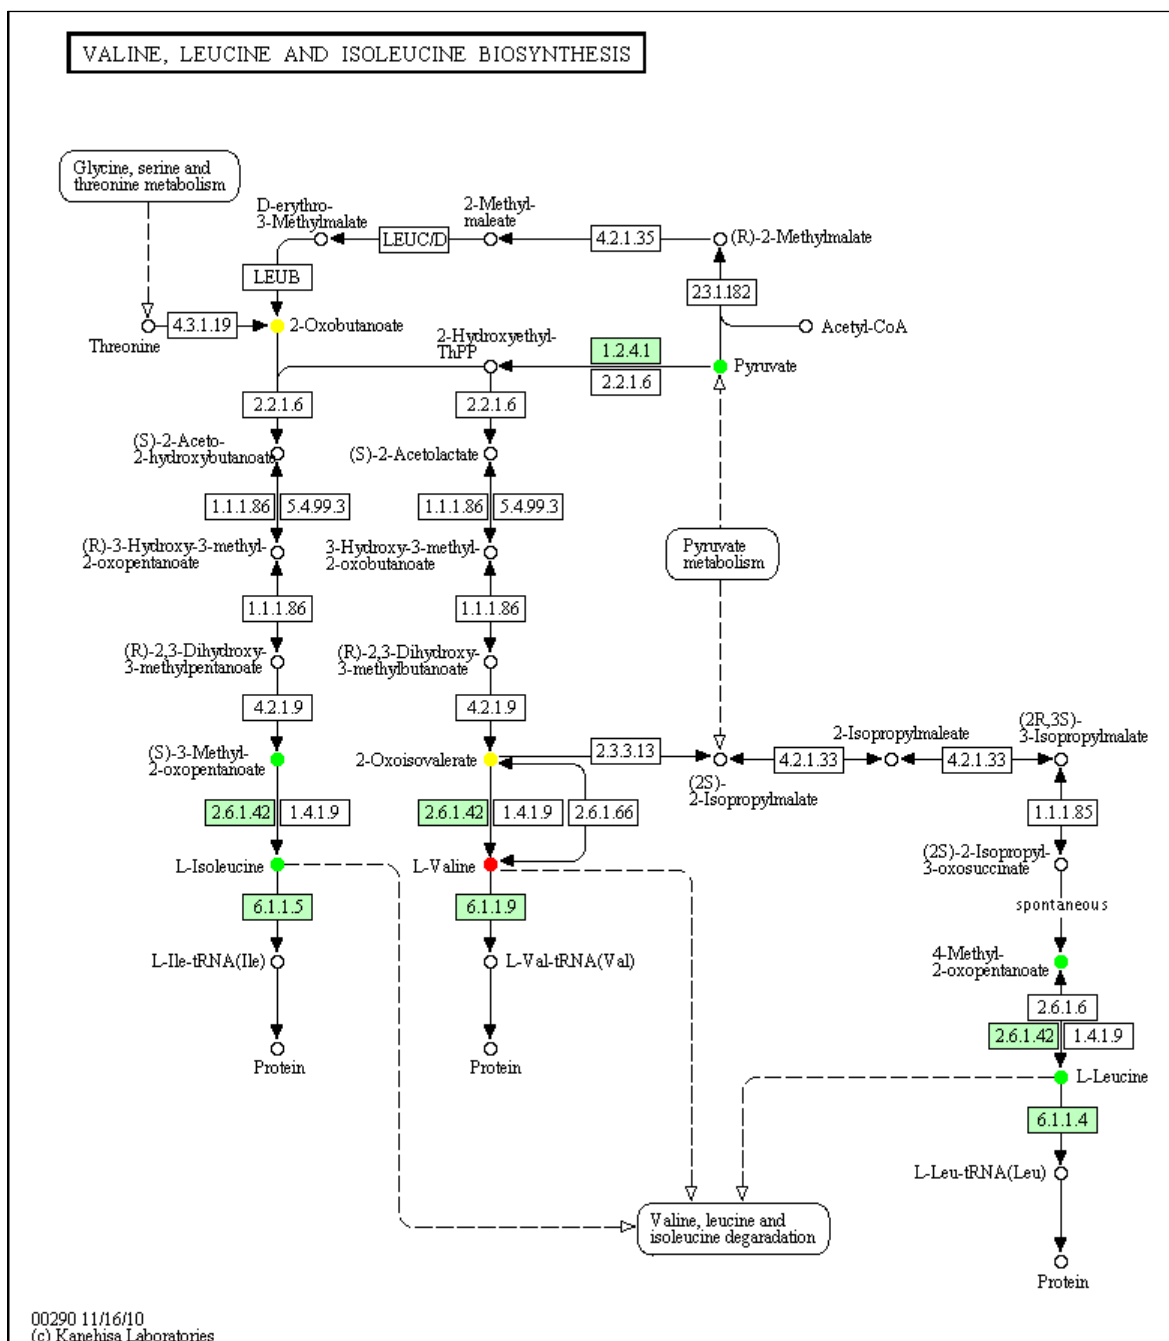 VALINE, LEUCINE AND ISOLEUCINE BIOSYNTHESIS
Glycine, serine and
threonine metabolism
D-erythro-
3-Methylmalate
2-Methyl-
maleate
LEUC/D
4.2.1.35
(R)-2-Methylmalate
LEUB
23.1.182
4.3.1.19
2-Oxobutanoate
Acetyl-CoA
Threonine
2-Hydroxyethyl-
ThPP
1.2.4.1
Pyruvate
2.2.1.6
2.2.1.6
2.2.1.6
(S)-2-Aceto-
2-hydroxybutanoate
(S)-2-Acetolactate
1.1.1.86
5.4.99.3
1.1.1.86
5.4.99.3
(R)-3-Hydroxy-3-methyl-
2-oxopentanoate
3-Hydroxy-3-methyl-
2-oxobutanoate
Pyruvate
metabolism
1.1.1.86
1.1.1.86
(R)-2,3-Dihydroxy-
3-methylpentanoate
(R)-2,3-Dihydroxy-
3-methylbutanoate
4.2.1.9
4.2.1.9
(S)-3-Methyl-
2-oxopentanoate
2-Oxoisovalerate
2.3.3.13
(2S)-
2-Isopropylmalate
4.2.1.33
2-Isopropylmaleate
4.2.1.33
(2R,3S)-
3-Isopropylmalate
2.6.1.42
1.4.1.9
2.6.1.42
1.4.1.9
2.6.1.66
1.1.1.85
L-Isoleucine
L-Valine
(2S)-2-Isopropyl-
3-oxosuccinate
6.1.1.5
6.1.1.9
spontaneous
L-Ile-tRNA(Ile)
L-Val-tRNA(Val)
4-Methyl-
2-oxopentanoate
2.6.1.6
2.6.1.42
1.4.1.9
Protein
Protein
L-Leucine
6.1.1.4
L-Leu-tRNA(Leu)
Valine, leucine and
isoleucine degaradation
Protein
00290 11/16/10
(c) Kanehisa Laboratories